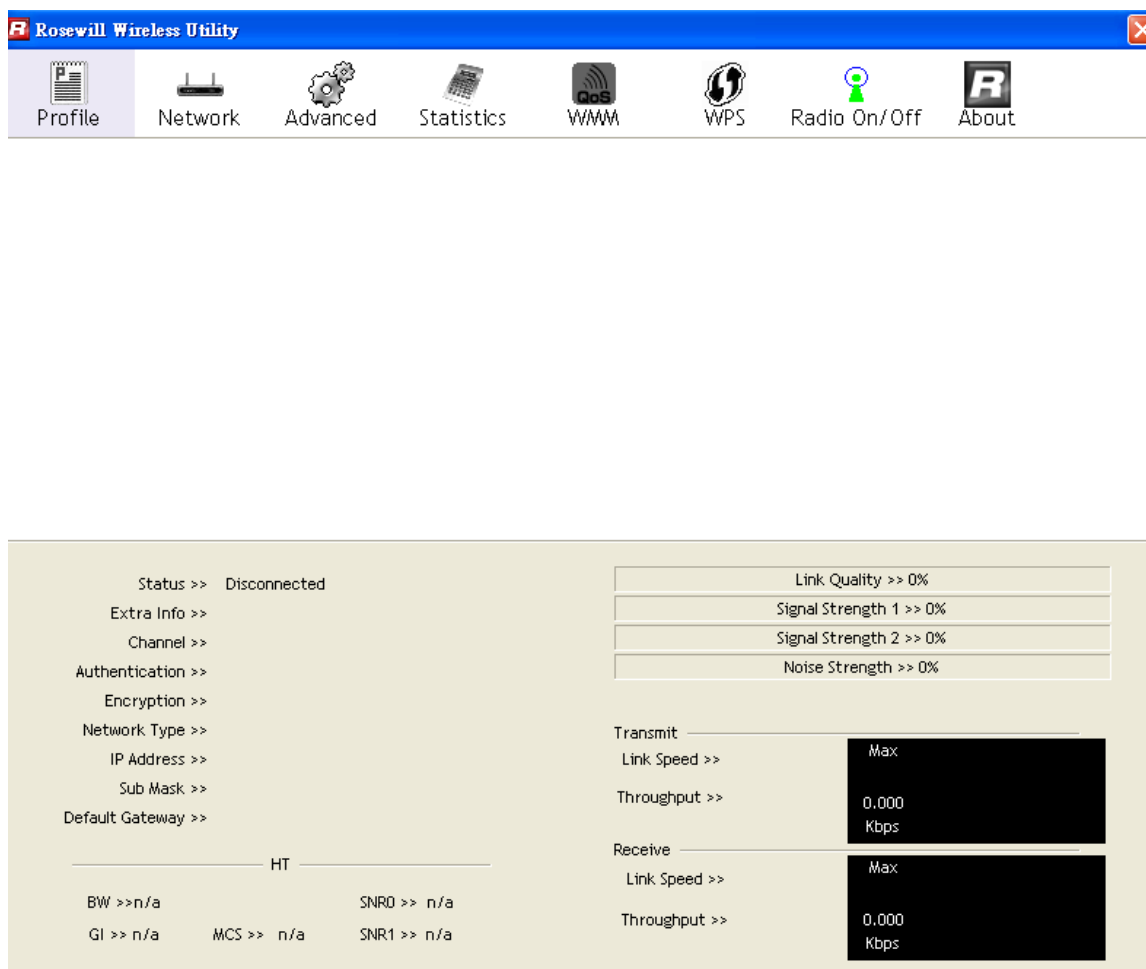 Rosewill Wireless Utility
Profile Network Advanced Statistics WMM WPS Radio On/Off About
P
QoS
R
Status >> Disconnected
Extra Info >>
Channel >>
Authentication >>
Encryption >>
Network Type >>
IP Address >>
Sub Mask >>
Default Gateway >>
HT
BW >>n/a SNR0 >> n/a
GI >> n/a MCS >> n/a SNR1 >> n/a
Link Quality >> 0%
Signal Strength 1 >> 0%
Signal Strength 2 >> 0%
Noise Strength >> 0%
Transmit
Link Speed >>
Max
Throughput >>
0.000
Kbps
Receive
Link Speed >>
Max
Throughput >>
0.000
Kbps